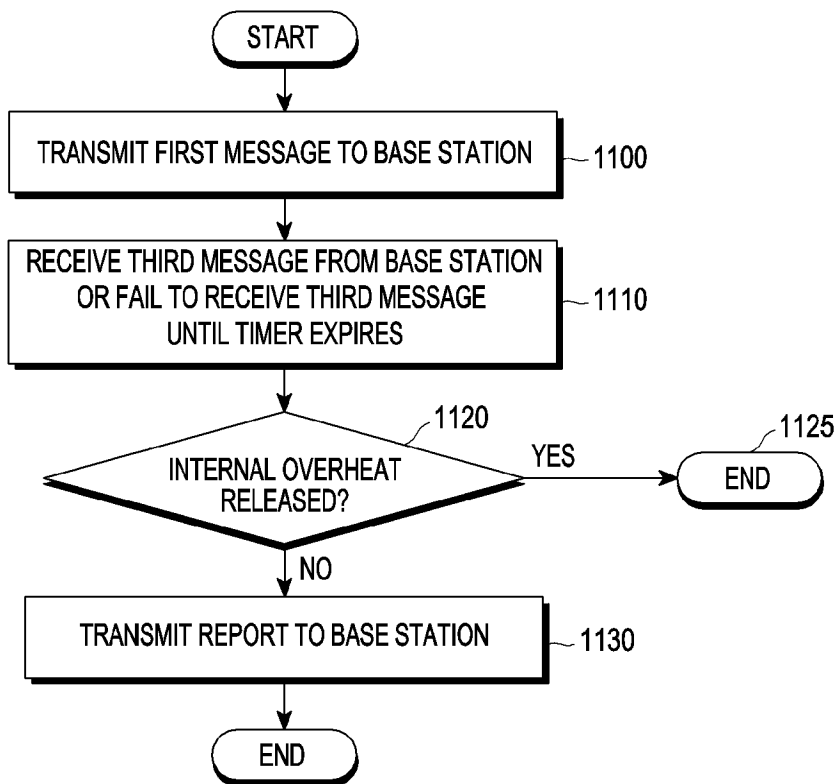 START
TRANSMIT FIRST MESSAGE TO BASE STATION
1100
RECEIVE THIRD MESSAGE FROM BASE STATION
OR FAIL TO RECEIVE THIRD MESSAGE
UNTIL TIMER EXPIRES
1110
1120
INTERNAL OVERHEAT
RELEASED?
YES
1125
END
NO
TRANSMIT REPORT TO BASE STATION
1130
END